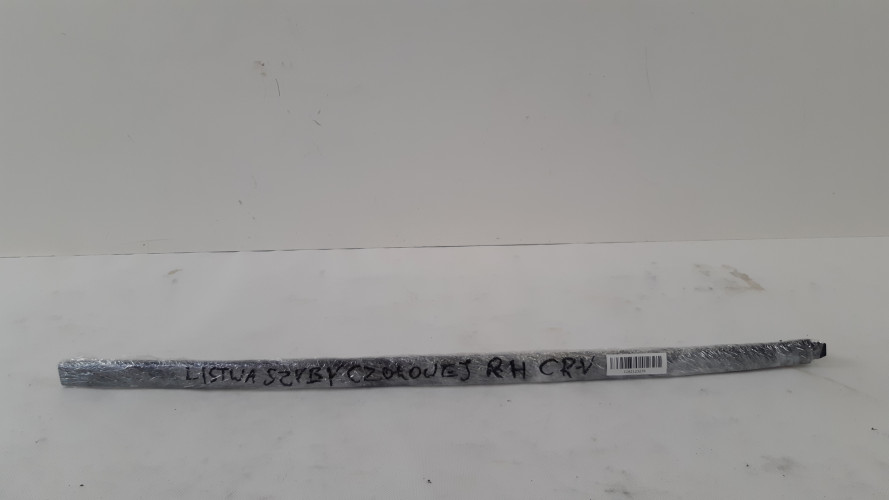 LISTWA SZYBY CZOŁOWEJ RH CR-V